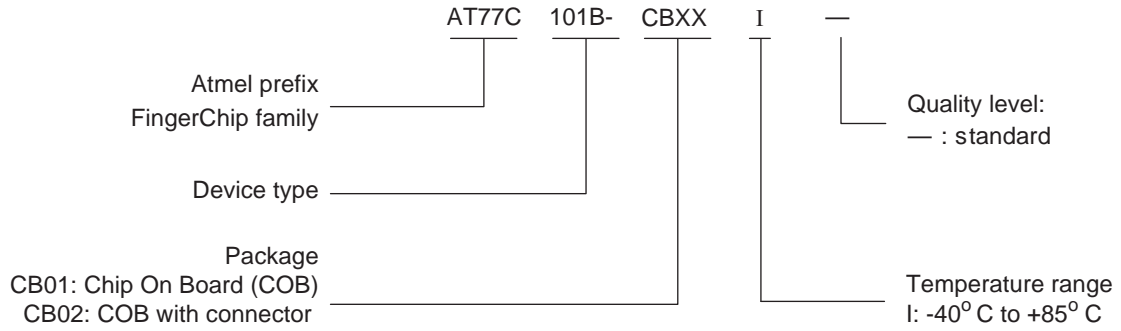 AT77C 101B- CBXX I —
Atmel prefix
FingerChip family
Quality level:
— : standard
Device type
Package
CB01: Chip On Board (COB)
CB02: COB with connector
Temperature range
I: -40° C to +85° C